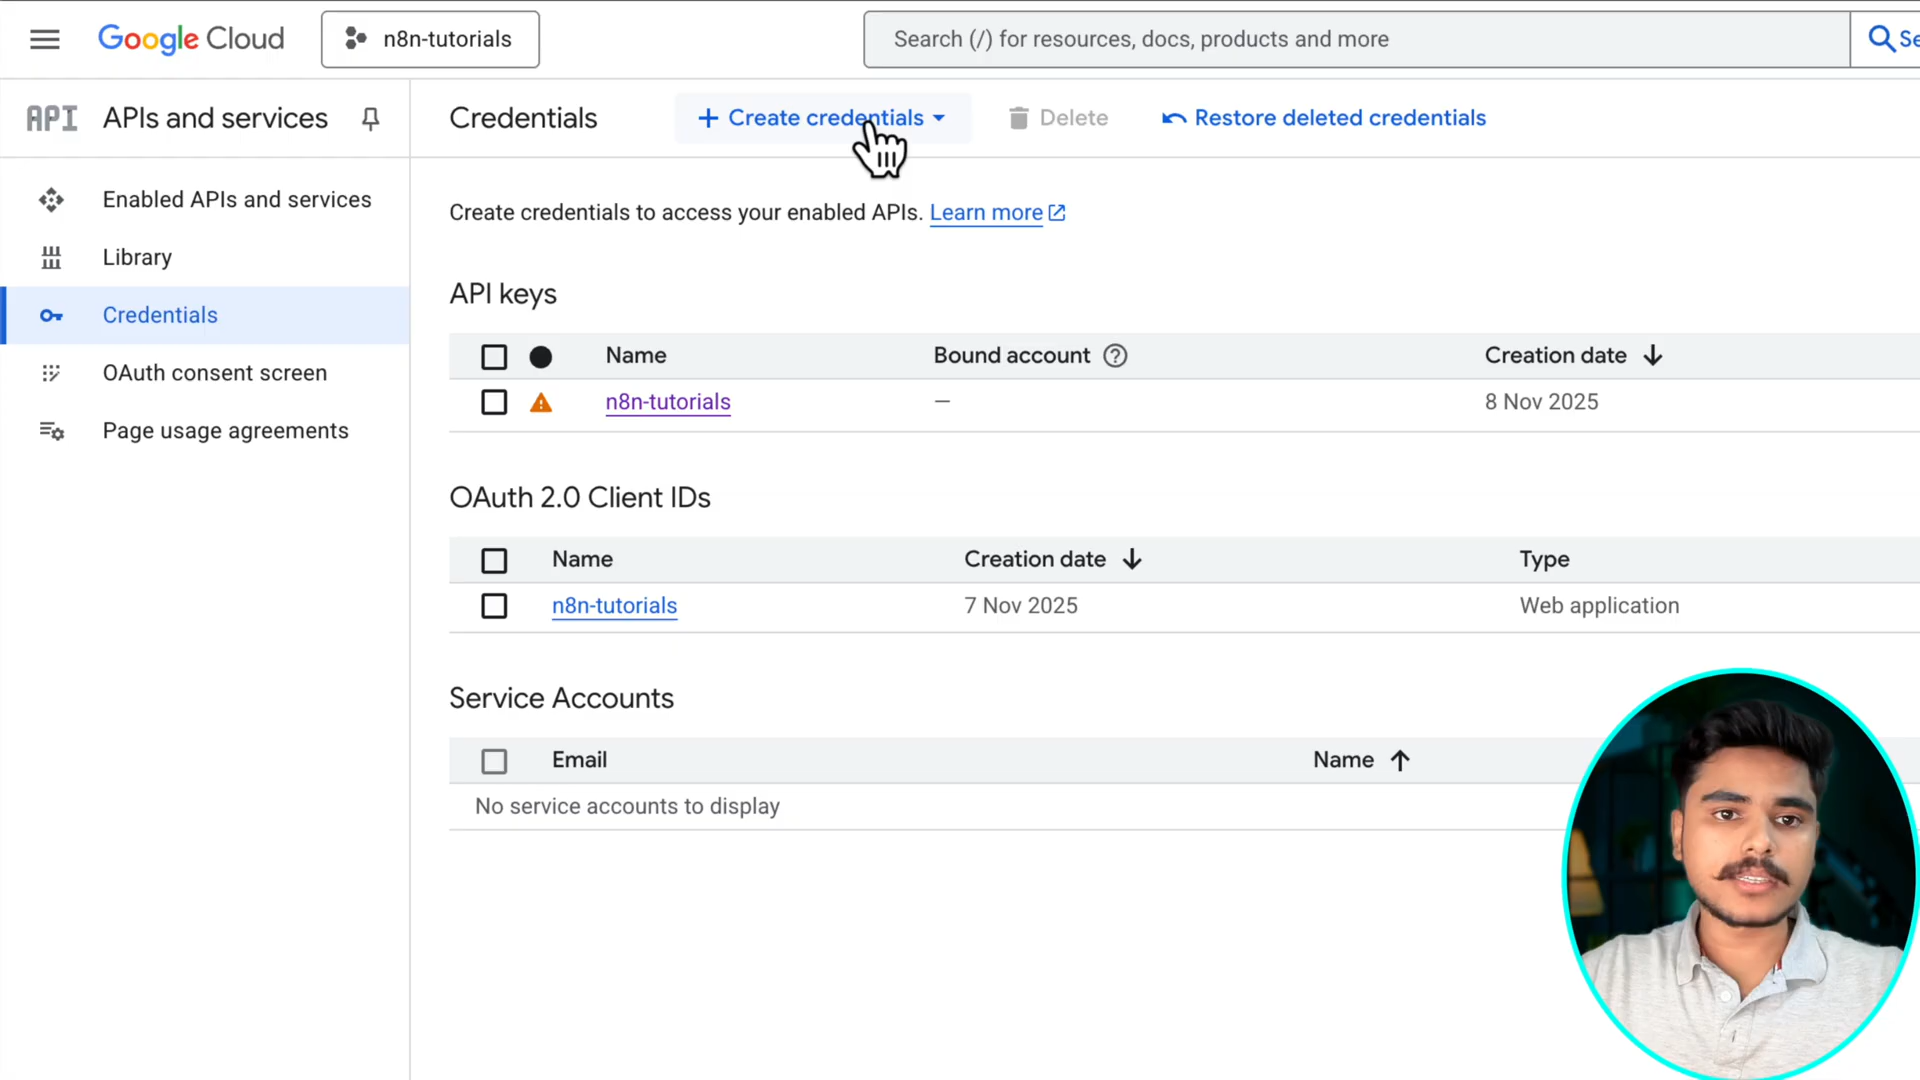 Google Cloud
n8n-tutorials
Search (/) for resources, docs, products and more
Se
API
APIs and services
Credentials
Create credentials
Delete
Restore deleted credentials
Enabled APIs and services
Library
Credentials
OAuth consent screen
Page usage agreements
Create credentials to access your enabled APIs. Learn more
API keys
Name
Bound account
Creation date
n8n-tutorials
—
8 Nov 2025
OAuth 2.0 Client IDs
Name
Creation date
Type
n8n-tutorials
7 Nov 2025
Web application
Service Accounts
Email
Name
No service accounts to display